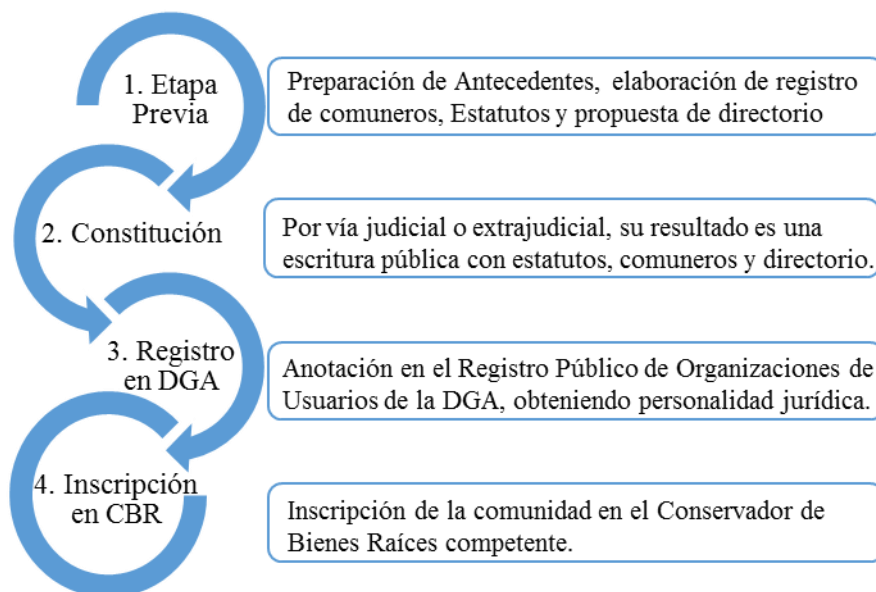 1. Etapa
Previa
Preparación de Antecedentes, elaboración de registro
de comuneros, Estatutos y propuesta de directorio
2. Constitución
Por vía judicial o extrajudicial, su resultado es una
escritura pública con estatutos, comuneros y directorio.
3. Registro
en DGA
Anotación en el Registro Público de Organizaciones de
Usuarios de la DGA, obteniendo personalidad jurídica.
4. Inscripción
en CBR
Inscripción de la comunidad en el Conservador de
Bienes Raíces competente.